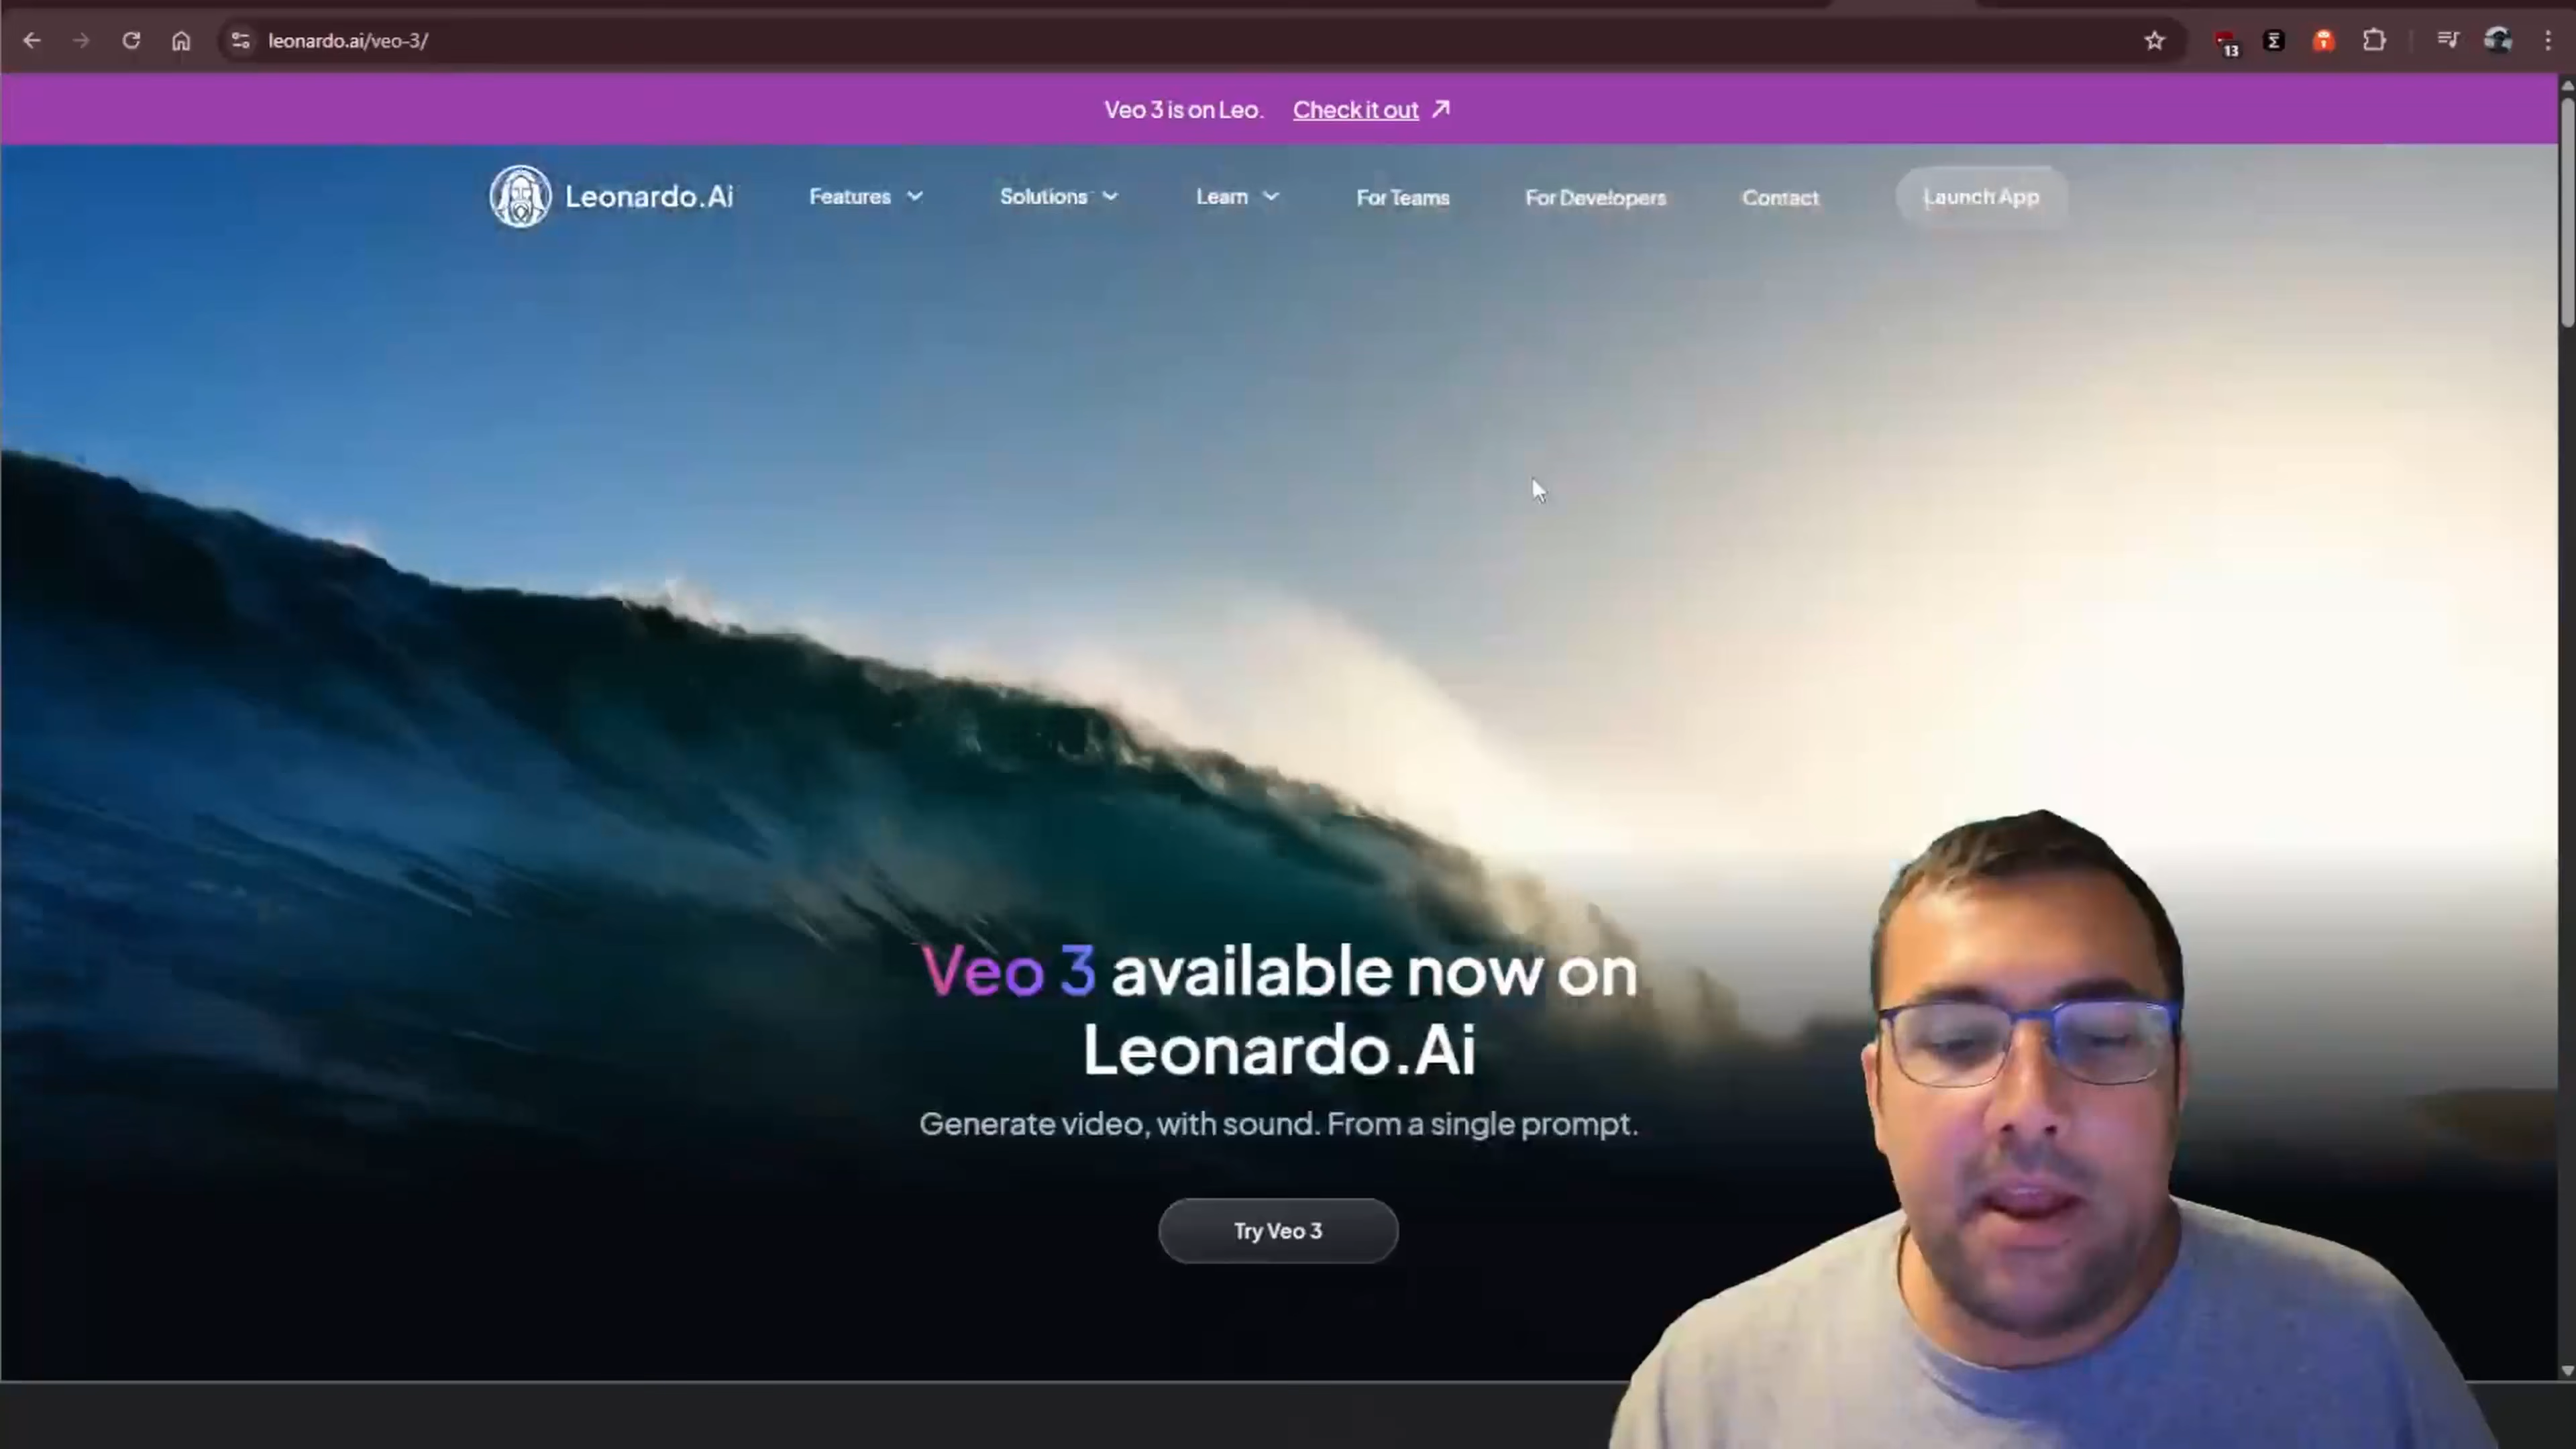 leonardo.ai/veo-3/
13
Veo 3 is on Leo. Check it out
Leonardo.Ai
Features
Solutions
Learn
For Teams
For Developers
Contact
Launch App
Veo 3 available now on
Leonardo.Ai
Generate video, with sound. From a single prompt.
Try Veo 3